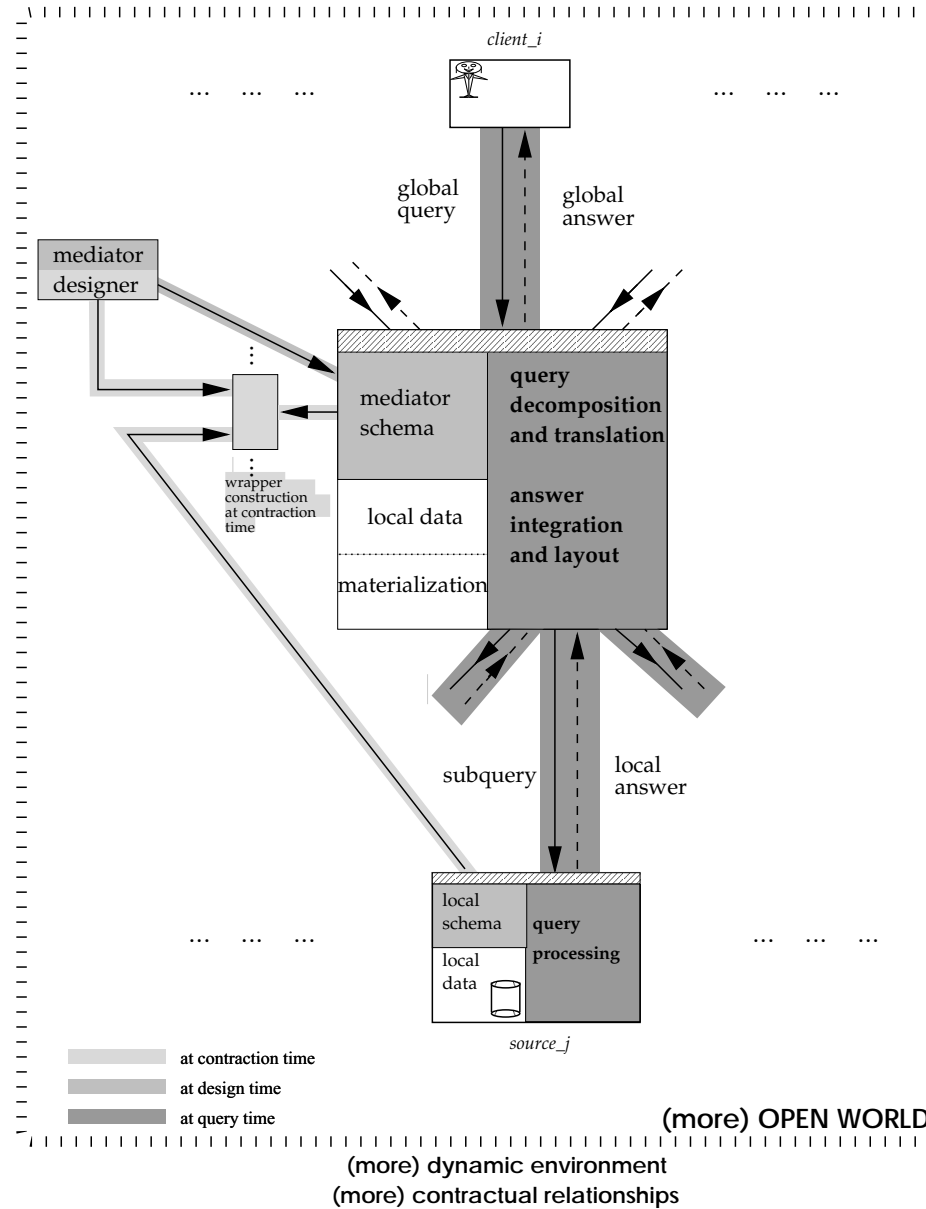 client_i
... ... ...
... ... ...
global
query
global
answer
mediator
designer
mediator
schema
query
decomposition
and translation
wrapper
construction
at contraction
time
local data
answer
integration
and layout
materialization
subquery
local
answer
local
schema
query
processing
local
data
... ... ...
... ... ...
source_j
at contraction time
at design time
at query time
(more) OPEN WORLD
(more) dynamic environment
(more) contractual relationships